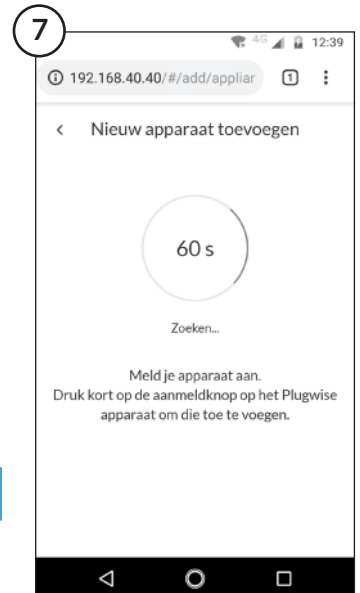 7
4G 12:39
192.168.40.40/#/add/appliar 1
Nieuw apparaat toevoegen
60 s
Zoeken...
Meld je apparaat aan.
Druk kort op de aanmeldknop op het Plugwise
apparaat om die toe te voegen.